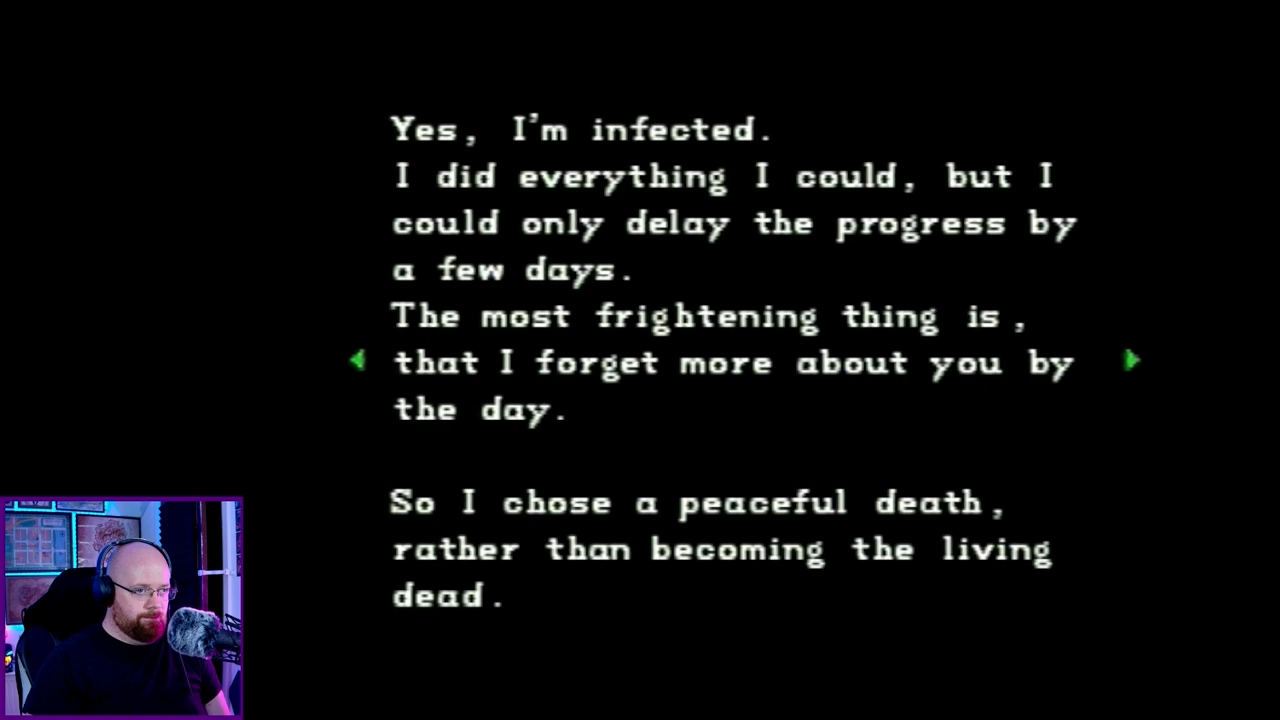 Yes, I'm infected.
I did everything I could, but I
could only delay the progress by
a few days.
The most frightening thing is,
that I forget more about you by
the day.
So I chose a peaceful death,
rather than becoming the living
dead.